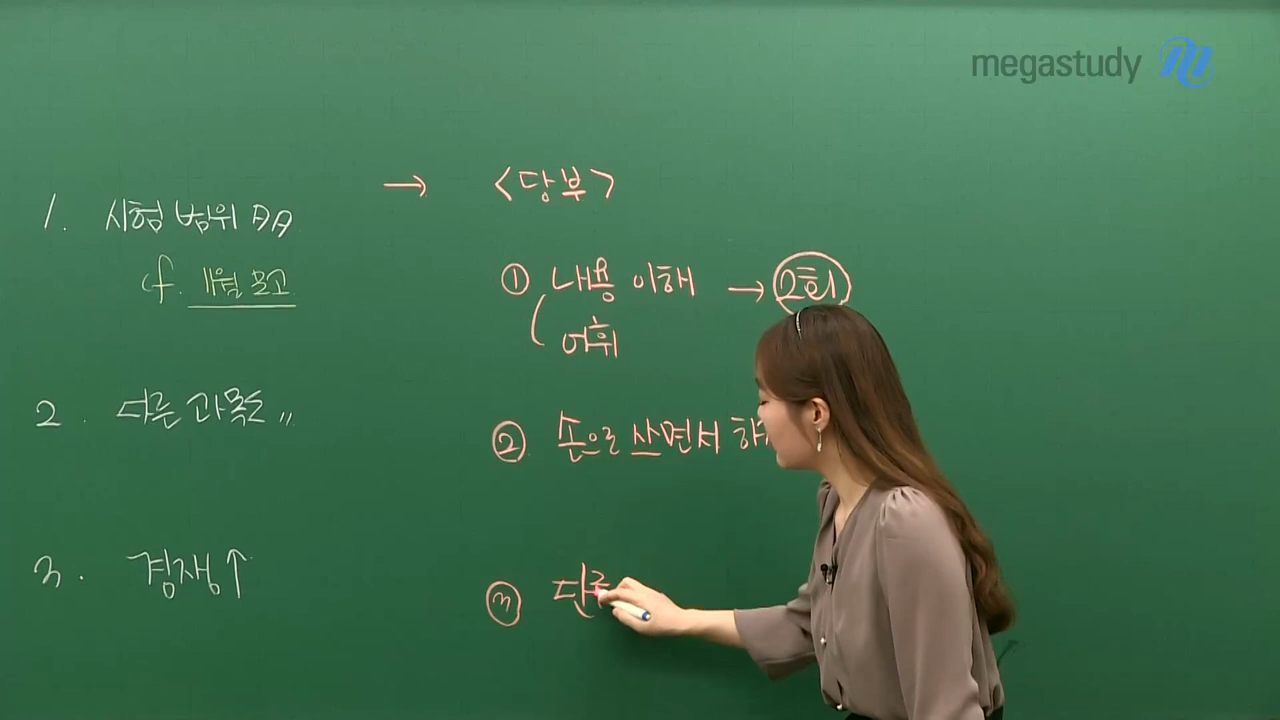 megastudy
1. 시험 범위
cf. 11월 모고
2. 다른 과목도 〃
3. 경쟁↑
→ <당부>
① 내용 이해 → 2회
어휘
② 손으로 쓰면서
③